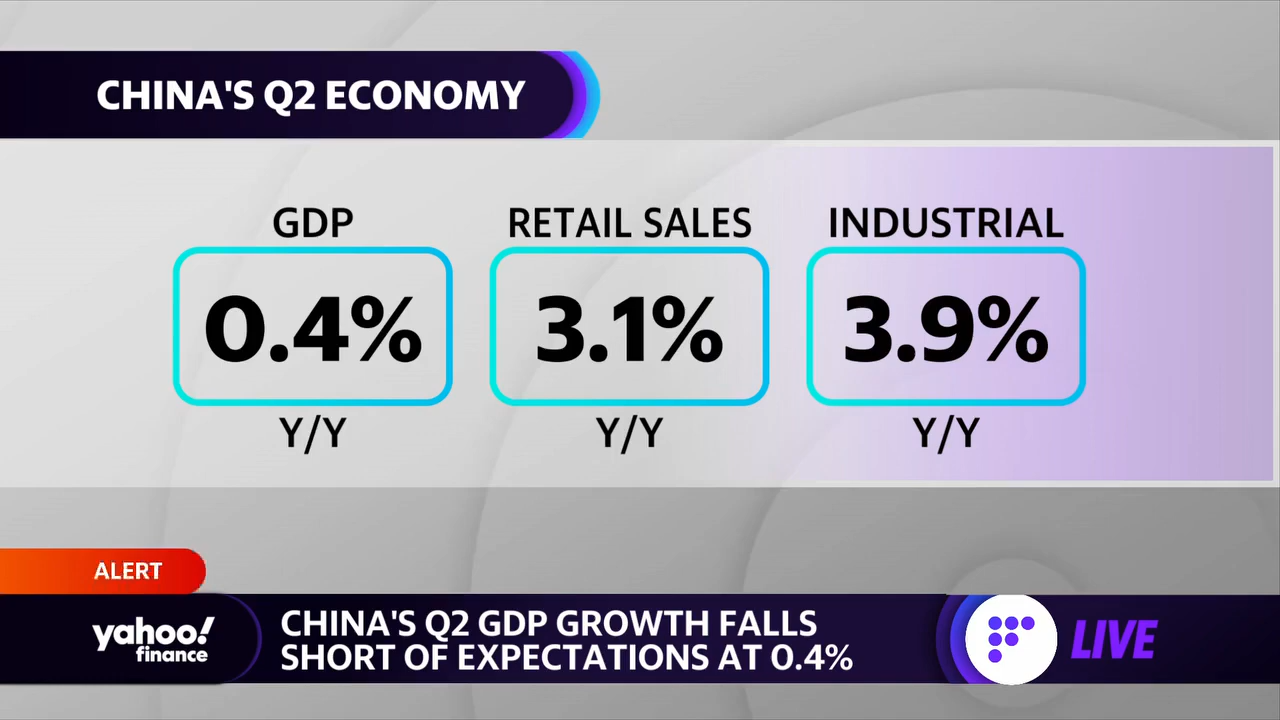 CHINA'S Q2 ECONOMY
GDP
0.4%
Y/Y
RETAIL SALES
3.1%
Y/Y
INDUSTRIAL
3.9%
Y/Y
ALERT
yahoo!
finance
CHINA'S Q2 GDP GROWTH FALLS
SHORT OF EXPECTATIONS AT 0.4%
LIVE